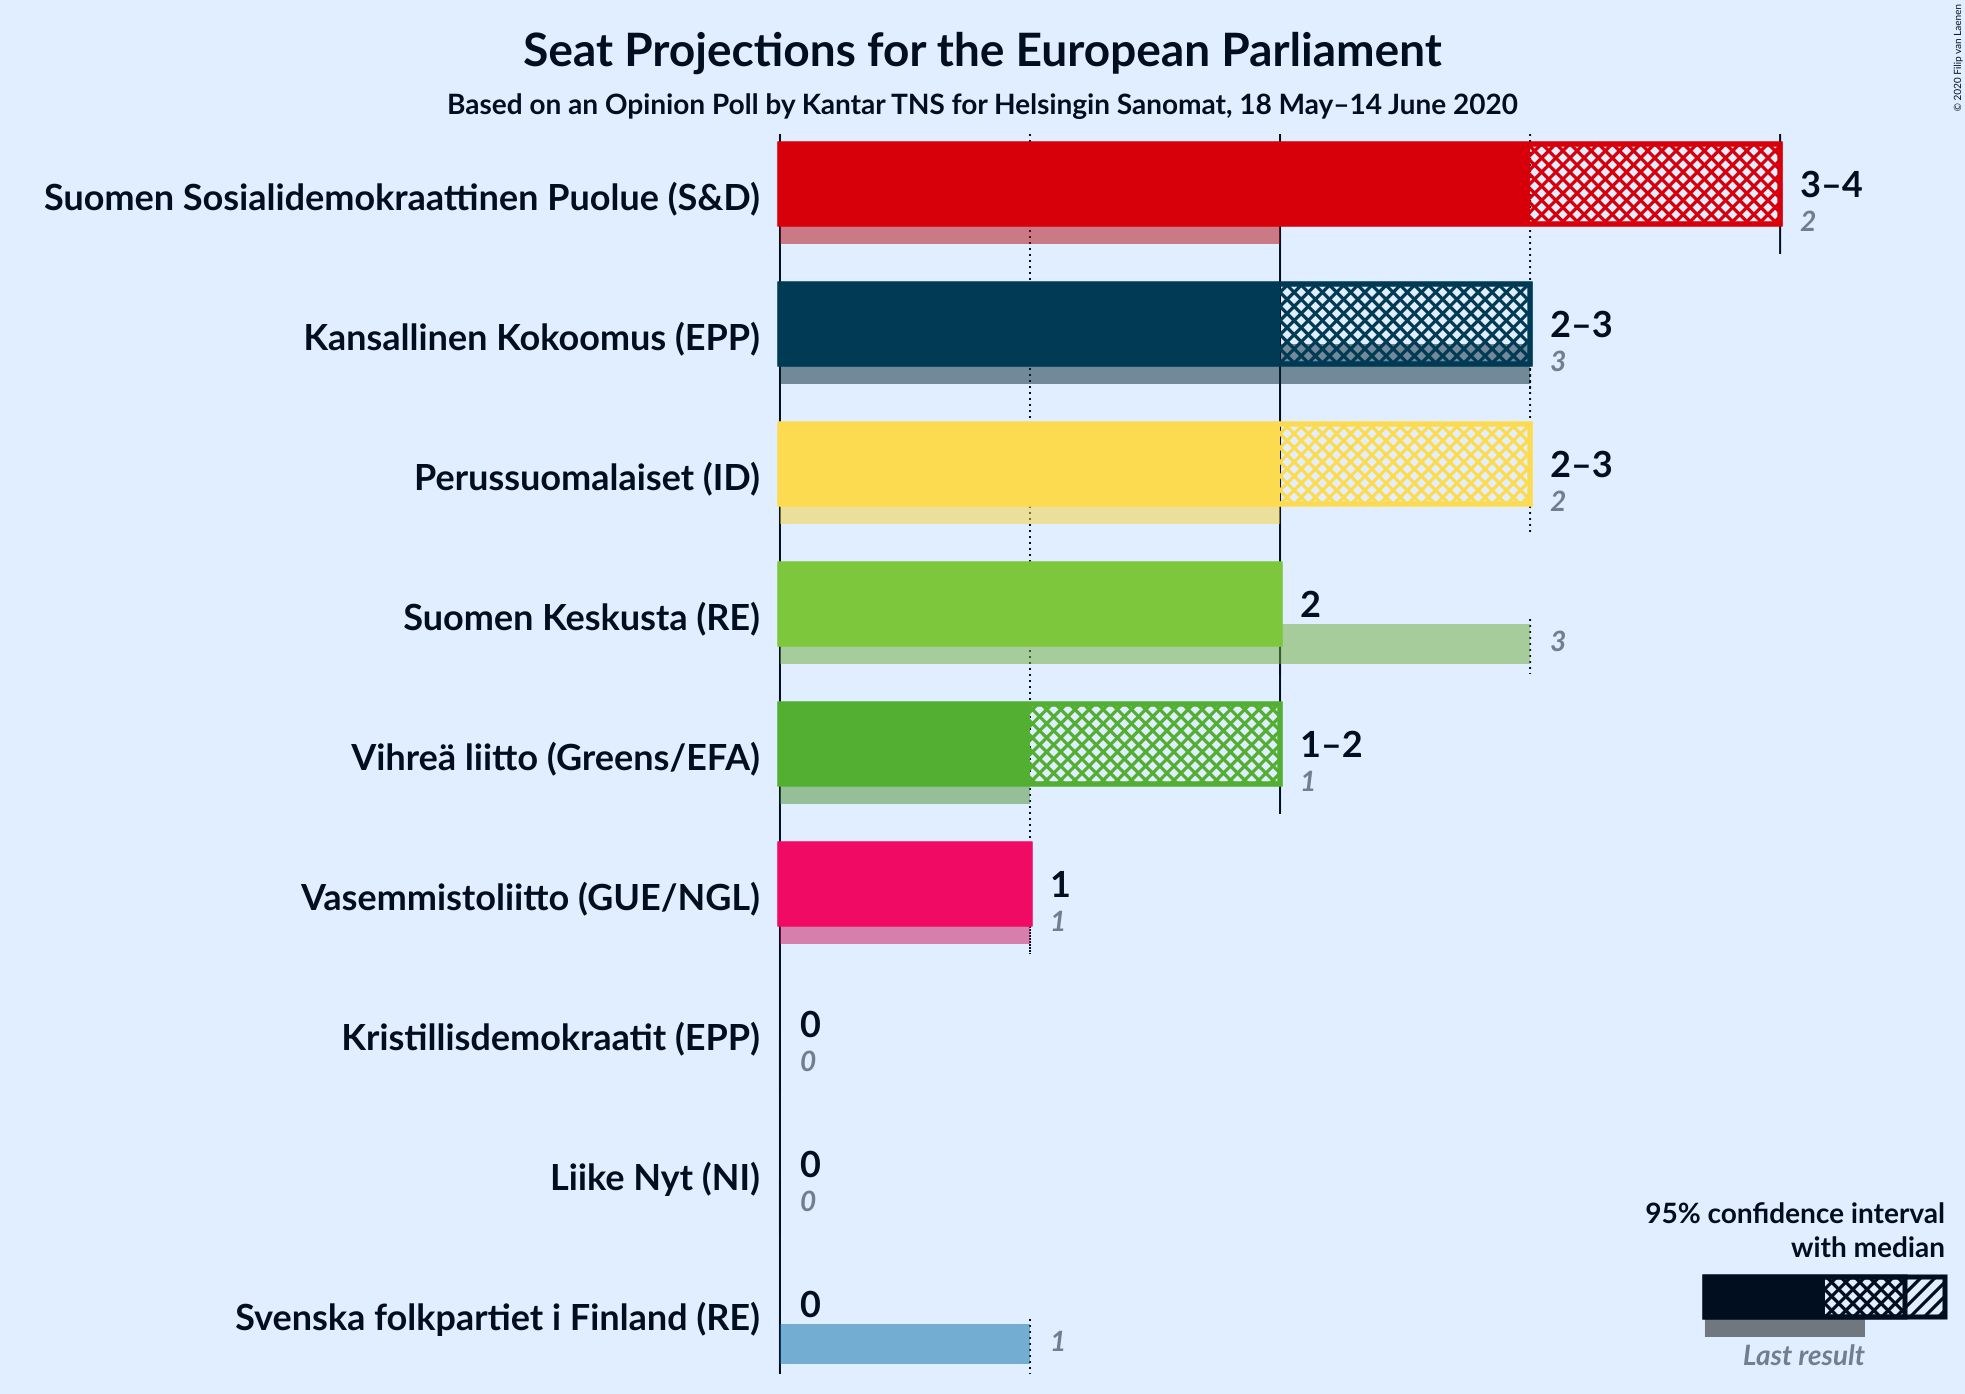 Seat Projections for the European Parliament
Based on an Opinion Poll by Kantar TNS for Helsingin Sanomat, 18 May–14 June 2020
© 2020 Filip van Laenen
Suomen Sosialidemokraattinen Puolue (S&D)
3–4
2
Kansallinen Kokoomus (EPP)
2–3
3
Perussuomalaiset (ID)
2–3
2
Suomen Keskusta (RE)
2
3
Vihreä liitto (Greens/EFA)
1–2
1
Vasemmistoliitto (GUE/NGL)
1
1
Kristillisdemokraatit (EPP)
0
0
Liike Nyt (NI)
0
0
Svenska folkpartiet i Finland (RE)
0
1
95% confidence interval
with median
Last result